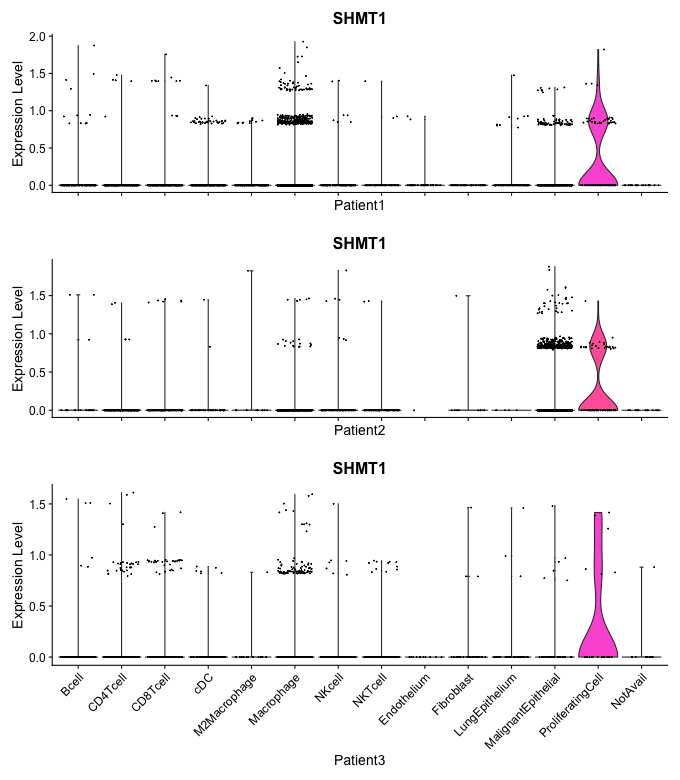 SHMT1
Expression Level
2.0
1.5
1.0
0.5
0.0
Patient1
SHMT1
Expression Level
1.5
1.0
0.5
0.0
Patient2
SHMT1
Expression Level
1.5
1.0
0.5
0.0
Bcell
CD4Tcell
CD8Tcell
cDC
M2Macrophage
Macrophage
NKcell
NKTcell
Endothelium
Fibroblast
LungEpithelium
MalignantEpithelial
ProliferatingCell
NotAvail
Patient3